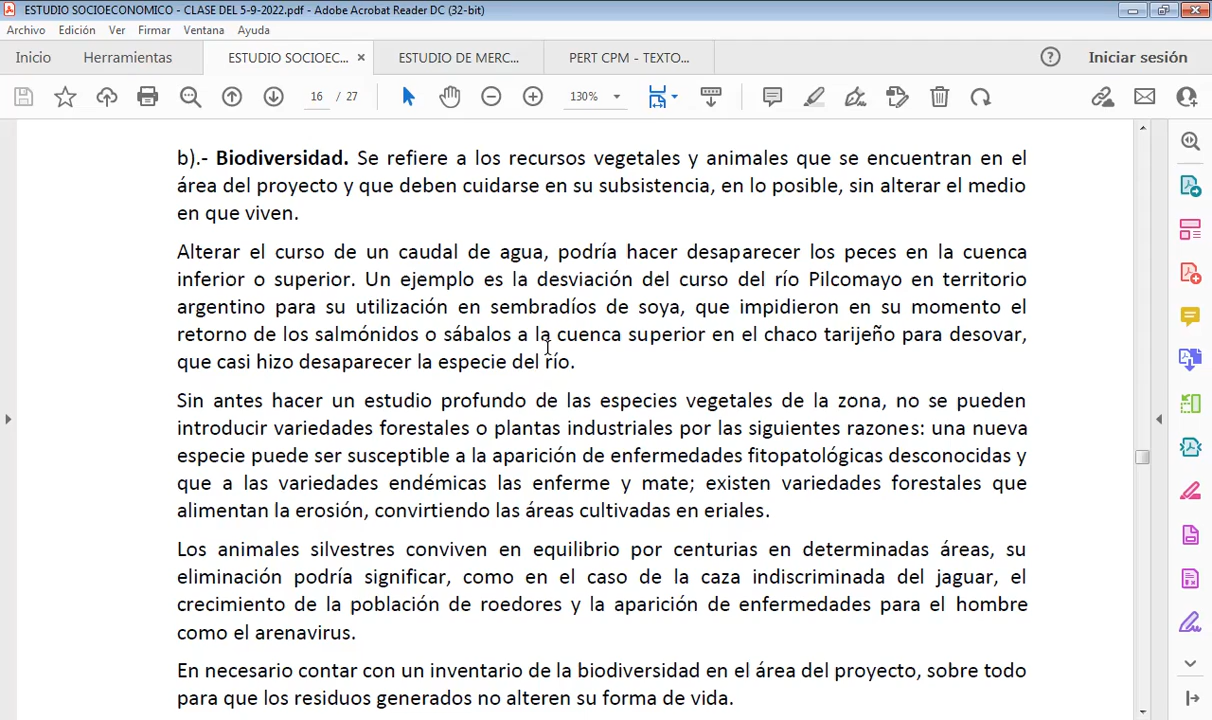 ESTUDIO SOCIOECONOMICO - CLASE DEL 5-9-2022.pdf - Adobe Acrobat Reader DC (32-bit)
Archivo Edición Ver Firmar Ventana Ayuda
Inicio Herramientas ESTUDIO SOCIOEC... × ESTUDIO DE MERC... PERT CPM - TEXTO... Iniciar sesión
16 / 27 130%
b).- Biodiversidad. Se refiere a los recursos vegetales y animales que se encuentran en el
área del proyecto y que deben cuidarse en su subsistencia, en lo posible, sin alterar el medio
en que viven.
Alterar el curso de un caudal de agua, podría hacer desaparecer los peces en la cuenca
inferior o superior. Un ejemplo es la desviación del curso del río Pilcomayo en territorio
argentino para su utilización en sembradíos de soya, que impidieron en su momento el
retorno de los salmónidos o sábalos a la cuenca superior en el chaco tarijeño para desovar,
que casi hizo desaparecer la especie del río.
Sin antes hacer un estudio profundo de las especies vegetales de la zona, no se pueden
introducir variedades forestales o plantas industriales por las siguientes razones: una nueva
especie puede ser susceptible a la aparición de enfermedades fitopatológicas desconocidas y
que a las variedades endémicas las enferme y mate; existen variedades forestales que
alimentan la erosión, convirtiendo las áreas cultivadas en eriales.
Los animales silvestres conviven en equilibrio por centurias en determinadas áreas, su
eliminación podría significar, como en el caso de la caza indiscriminada del jaguar, el
crecimiento de la población de roedores y la aparición de enfermedades para el hombre
como el arenavirus.
En necesario contar con un inventario de la biodiversidad en el área del proyecto, sobre todo
para que los residuos generados no alteren su forma de vida.